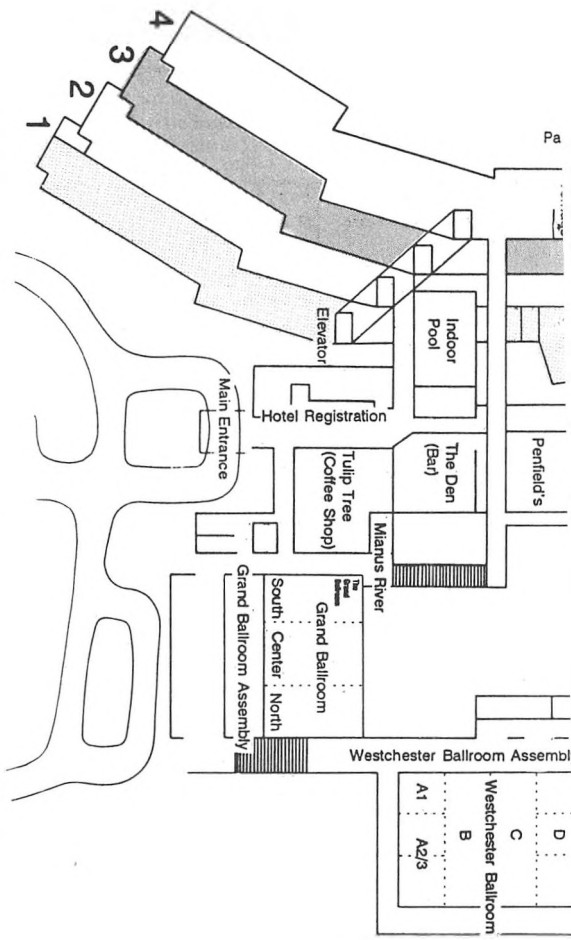 4
3
2
1
Pa
Elevator
Indoor
Pool
Main Entrance
Hotel Registration
Tulip Tree
(Coffee Shop)
The Den
(Bar)
Penfield's
Mianus River
The
Grand
Ballroom
Grand Ballroom
South
Center
North
Grand Ballroom Assembly
Westchester Ballroom Assembl
A1
A2/3
B
C
D
Westchester Ballroom